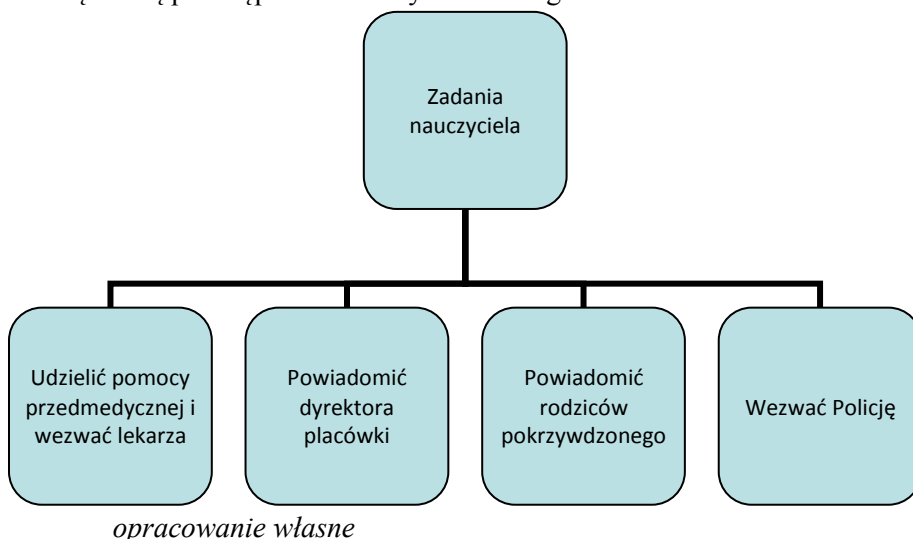 Zadania
nauczyciela
Udzielić pomocy
przedmedycznej i
wezwać lekarza
Powiadomić
dyrektora
placówki
Powiadomić
rodziców
pokrzywdzonego
Wezwać Policję
opracowanie własne